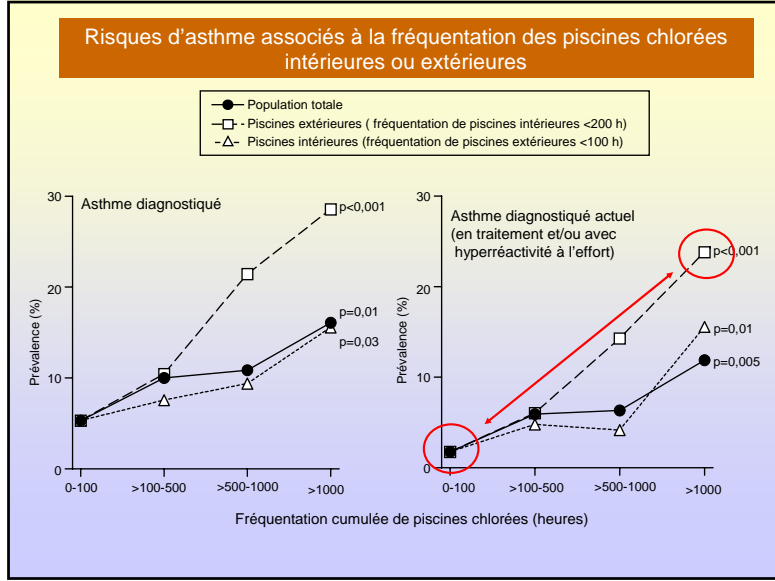 Risques d'asthme associés à la fréquentation des piscines chlorées
intérieures ou extérieures
Population totale
Piscines extérieures ( fréquentation de piscines intérieures <200 h)
Piscines intérieures (fréquentation de piscines extérieures <100 h)
Asthme diagnostiqué
Prévalence (%)
30
20
10
0
p<0,001
p=0,01
p=0,03
0-100
>100-500
>500-1000
>1000
Asthme diagnostiqué actuel
(en traitement et/ou avec
hyperréactivité à l'effort)
Prévalence (%)
30
20
10
0
p<0,001
p=0,01
p=0,005
0-100
>100-500
>500-1000
>1000
Fréquentation cumulée de piscines chlorées (heures)